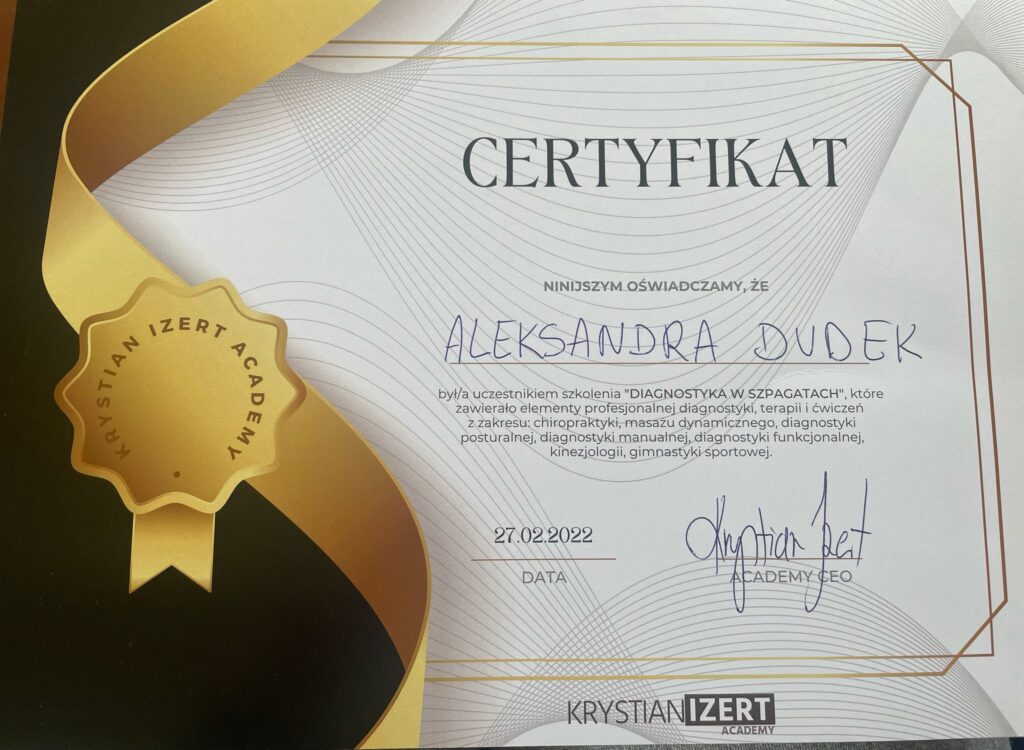 CERTYFIKAT
NINIJSZYM OŚWIADCZAMY, ŻE
ALEKSANDRA DUDEK
był/a uczestnikiem szkolenia "DIAGNOSTYKA W SZPAGATACH", które
zawierało elementy profesjonalnej diagnostyki, terapii i ćwiczeń
z zakresu: chiropraktyki, masażu dynamicznego, diagnostyki
posturalnej, diagnostyki manualnej, diagnostyki funkcjonalnej,
kinezjologii, gimnastyki sportowej.
27.02.2022
DATA
Krystian Izert
ACADEMY CEO
KRYSTIAN IZERT ACADEMY
KRYSTIANIZERT
ACADEMY